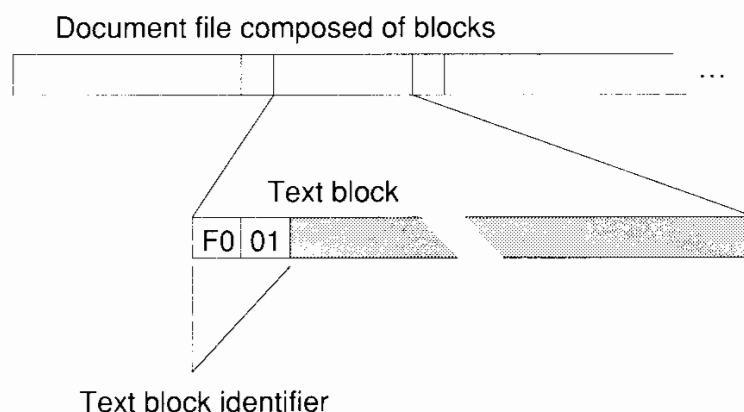 Document file composed of blocks
...
Text block
F0 01
Text block identifier